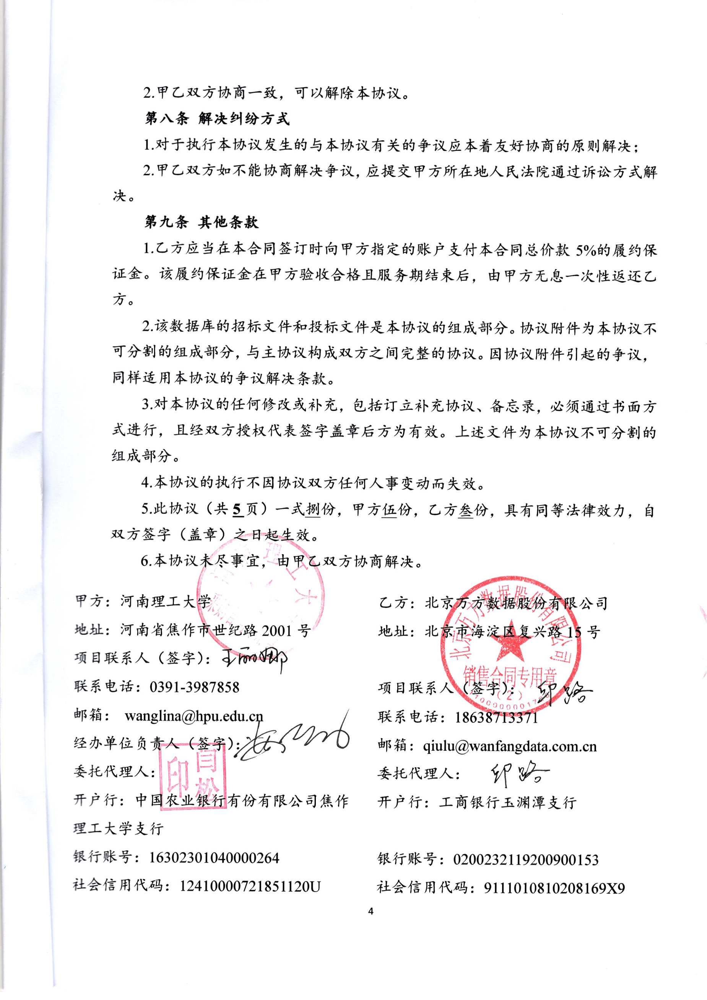 2.甲乙双方协商一致，可以解除本协议。
第八条 解决纠纷方式
1.对于执行本协议发生的与本协议有关的争议应本着友好协商的原则解决；
2.甲乙双方如不能协商解决争议，应提交甲方所在地人民法院通过诉讼方式解
决。
第九条 其他条款
1.乙方应当在本合同签订时向甲方指定的账户支付本合同总价款 5%的履约保
证金。该履约保证金在甲方验收合格且服务期结束后，由甲方无息一次性返还乙
方。
2.该数据库的招标文件和投标文件是本协议的组成部分。协议附件为本协议不
可分割的组成部分，与主协议构成双方之间完整的协议。因协议附件引起的争议，
同样适用本协议的争议解决条款。
3.对本协议的任何修改或补充，包括订立补充协议、备忘录，必须通过书面方
式进行，且经双方授权代表签字盖章后方为有效。上述文件为本协议不可分割的
组成部分。
4.本协议的执行不因协议双方任何人事变动而失效。
5.此协议（共 5 页）一式捌份，甲方伍份，乙方叁份，具有同等法律效力，自
双方签字（盖章）之日起生效。
6.本协议未尽事宜，由甲乙双方协商解决。
理工大
甲方：河南理工大学
地址：河南省焦作市世纪路 2001 号
项目联系人（签字）：王丽娜
联系电话：0391-3987858
邮箱： wanglina@hpu.edu.cn
经办单位负责人（签字）：
委托代理人：
闫松印
开户行：中国农业银行有份有限公司焦作
理工大学支行
银行账号：16302301040000264
社会信用代码：12410000721851120U
乙方：北京万方数据股份有限公司
地址：北京市海淀区复兴路 15 号
北京万方数据股份有限公司
销售合同专用章
（2）
项目联系人（签字）： 邱路
联系电话：18638713371
邮箱：qiulu@wanfangdata.com.cn
委托代理人： 邱路
开户行：工商银行玉渊潭支行
银行账号：0200232119200900153
社会信用代码：9111010810208169X9
4